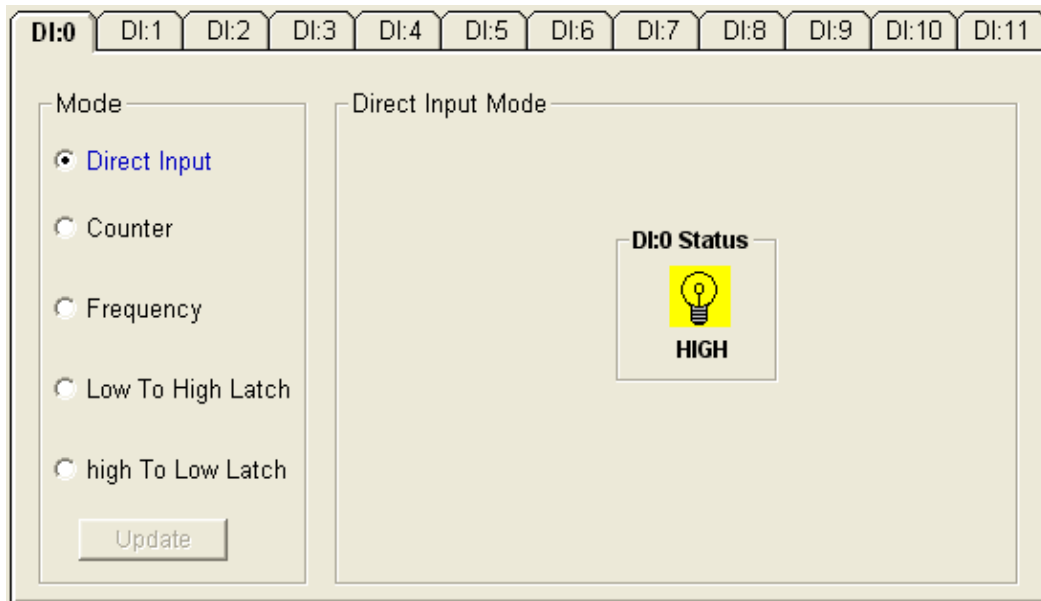 DI:0 DI:1 DI:2 DI:3 DI:4 DI:5 DI:6 DI:7 DI:8 DI:9 DI:10 DI:11
Mode
Direct Input
Counter
Frequency
Low To High Latch
high To Low Latch
Update
Direct Input Mode
DI:0 Status
HIGH